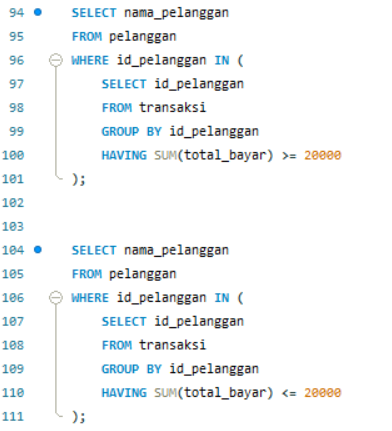 94 SELECT nama_pelanggan
95 FROM pelanggan
96 WHERE id_pelanggan IN (
97 SELECT id_pelanggan
98 FROM transaksi
99 GROUP BY id_pelanggan
100 HAVING SUM(total_bayar) >= 20000
101 );
102
103
104 SELECT nama_pelanggan
105 FROM pelanggan
106 WHERE id_pelanggan IN (
107 SELECT id_pelanggan
108 FROM transaksi
109 GROUP BY id_pelanggan
110 HAVING SUM(total_bayar) <= 20000
111 );